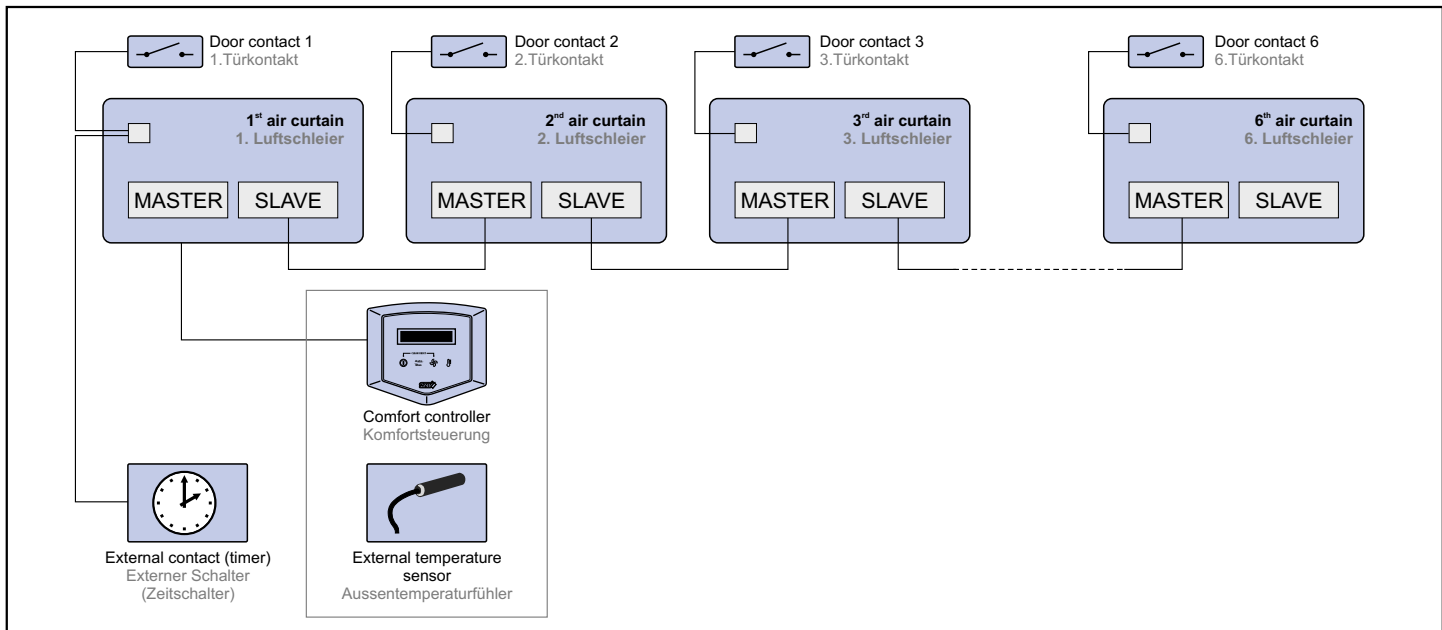 Door contact 1
1.Türkontakt
Door contact 2
2.Türkontakt
Door contact 3
3.Türkontakt
Door contact 6
6.Türkontakt
1st air curtain
1. Luftschleier
2nd air curtain
2. Luftschleier
3rd air curtain
3. Luftschleier
6th air curtain
6. Luftschleier
MASTER SLAVE
MASTER SLAVE
MASTER SLAVE
MASTER SLAVE
Comfort controller
Komfortsteuerung
External contact (timer)
Externer Schalter
(Zeitschalter)
External temperature
sensor
Aussentemperaturfühler